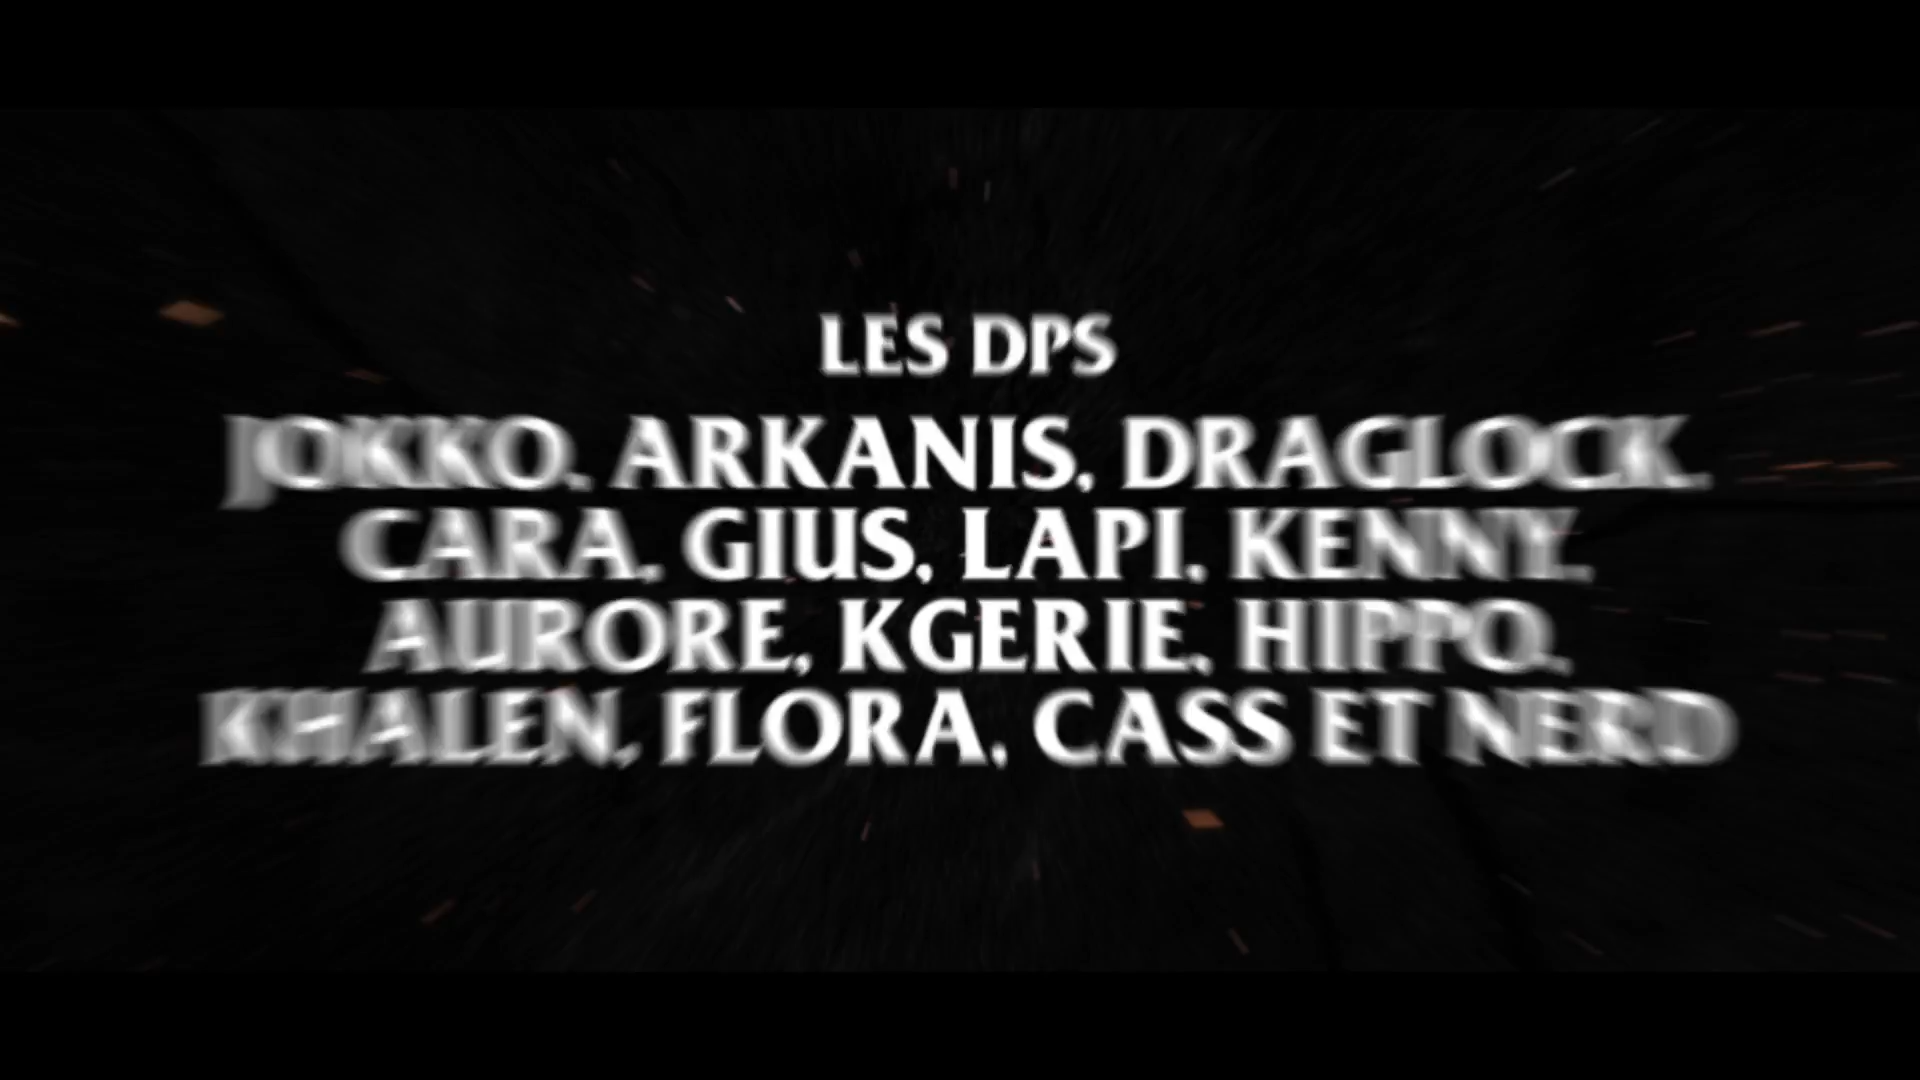 LES DPS
JOKKO, ARKANIS, DRAGLOCK,
CARA, GIUS, LAPI, KENNY,
AURORE, KGERIE, HIPPO,
KHALEN, FLORA, CASS ET NERD